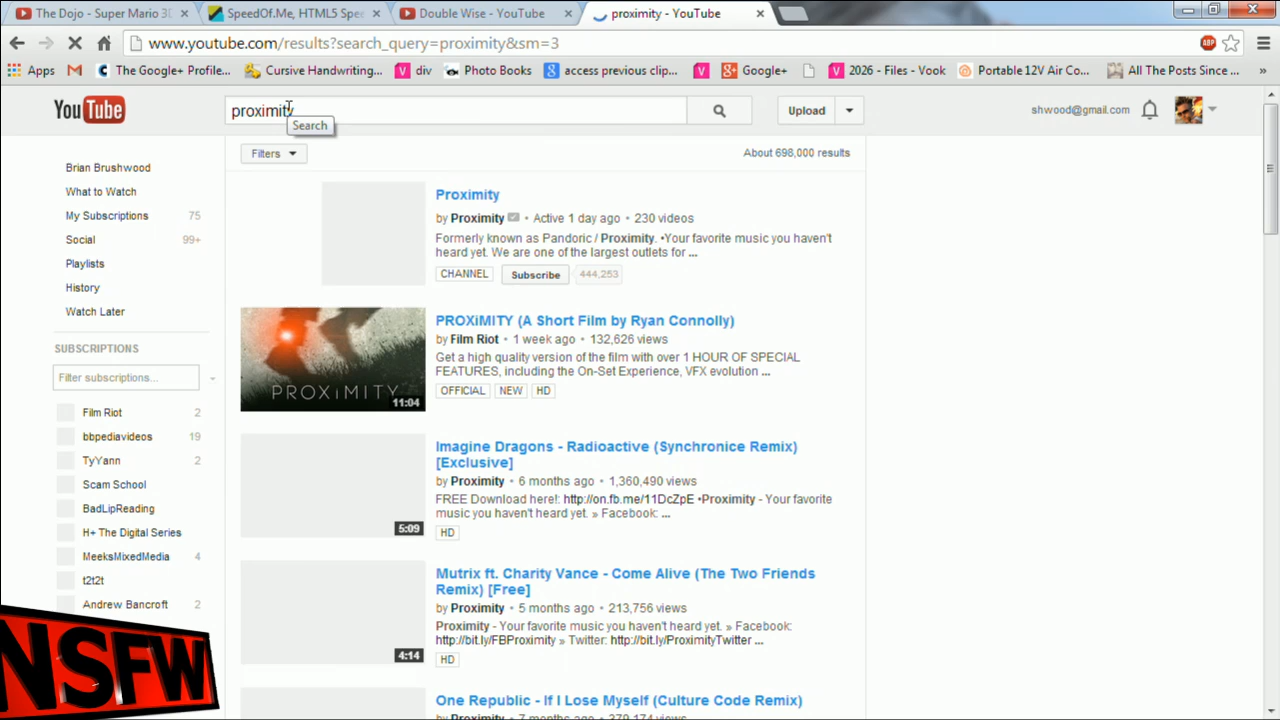 The Dojo - Super Mario 3D
SpeedOf.Me, HTML5 Spe
Double Wise - YouTube
proximity - YouTube
www.youtube.com/results?search_query=proximity&sm=3
ABP
Apps
The Google+ Profile...
Cursive Handwriting...
div
Photo Books
access previous clip...
Google+
2026 - Files - Vook
Portable 12V Air Co...
All The Posts Since ...
»
YouTube
proximity
Upload
shwood@gmail.com
Search
Filters
About 698,000 results
Brian Brushwood
What to Watch
My Subscriptions 75
Social 99+
Playlists
History
Watch Later
SUBSCRIPTIONS
Filter subscriptions...
Film Riot 2
bbpediavideos 19
TyYann 2
Scam School
BadLipReading
H+ The Digital Series
MeeksMixedMedia 4
t2t2t
Andrew Bancroft 2
NSFW
Proximity
by Proximity • Active 1 day ago • 230 videos
Formerly known as Pandoric / Proximity. •Your favorite music you haven't
heard yet. We are one of the largest outlets for ...
CHANNEL Subscribe 444,253
PROXiMITY
11:04
PROXiMITY (A Short Film by Ryan Connolly)
by Film Riot • 1 week ago • 132,626 views
Get a high quality version of the film with over 1 HOUR OF SPECIAL
FEATURES, including the On-Set Experience, VFX evolution ...
OFFICIAL NEW HD
5:09
Imagine Dragons - Radioactive (Synchronice Remix)
[Exclusive]
by Proximity • 6 months ago • 1,360,490 views
FREE Download here!: http://on.fb.me/11DcZpE •Proximity - Your favorite
music you haven't heard yet. » Facebook: ...
HD
4:14
Mutrix ft. Charity Vance - Come Alive (The Two Friends
Remix) [Free]
by Proximity • 5 months ago • 213,756 views
Proximity - Your favorite music you haven't heard yet. » Facebook:
http://bit.ly/FBProximity » Twitter: http://bit.ly/ProximityTwitter ...
HD
One Republic - If I Lose Myself (Culture Code Remix)
by Proximity • 7 months ago • 379,174 views